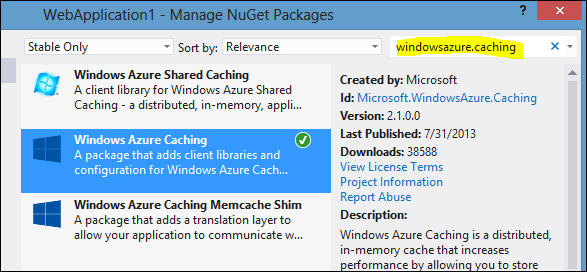 WebApplication1 - Manage NuGet Packages
Stable Only
Sort by: Relevance
windowsazure.caching
Windows Azure Shared Caching
A client library for Windows Azure Shared
Caching - a distributed, in-memory, appli...
Windows Azure Caching
A package that adds client libraries and
configuration for Windows Azure Cach...
Windows Azure Caching Memcache Shim
A package that adds a translation layer to
allow your application to communicate w...
Created by: Microsoft
Id: Microsoft.WindowsAzure.Caching
Version: 2.1.0.0
Last Published: 7/31/2013
Downloads: 38588
View License Terms
Project Information
Report Abuse
Description:
Windows Azure Caching is a distributed,
in-memory cache that increases
performance by allowing you to store